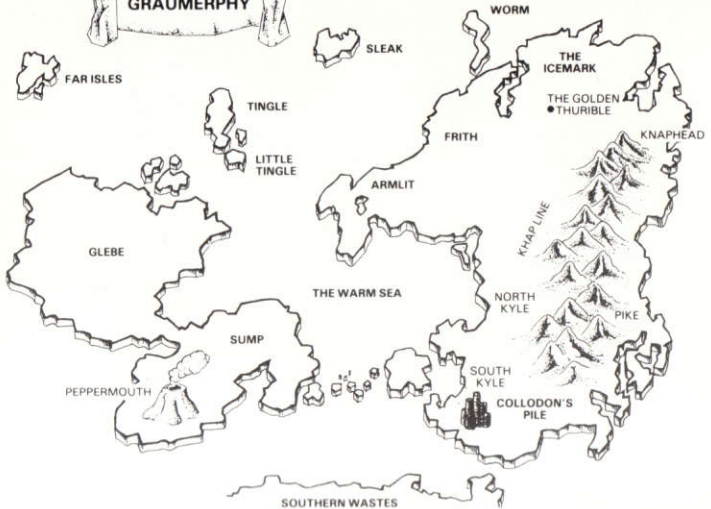 GRAUMERPHY
WORM
SLEAK
THE
ICEMARK
FAR ISLES
THE GOLDEN
THURIBLE
TINGLE
FRITH
KNAPHEAD
LITTLE
TINGLE
ARMLIT
KHAP LINE
GLEBE
THE WARM SEA
NORTH
KYLE
PIKE
SUMP
SOUTH
KYLE
PEPPERMOUTH
COLLODON'S
PILE
SOUTHERN WASTES